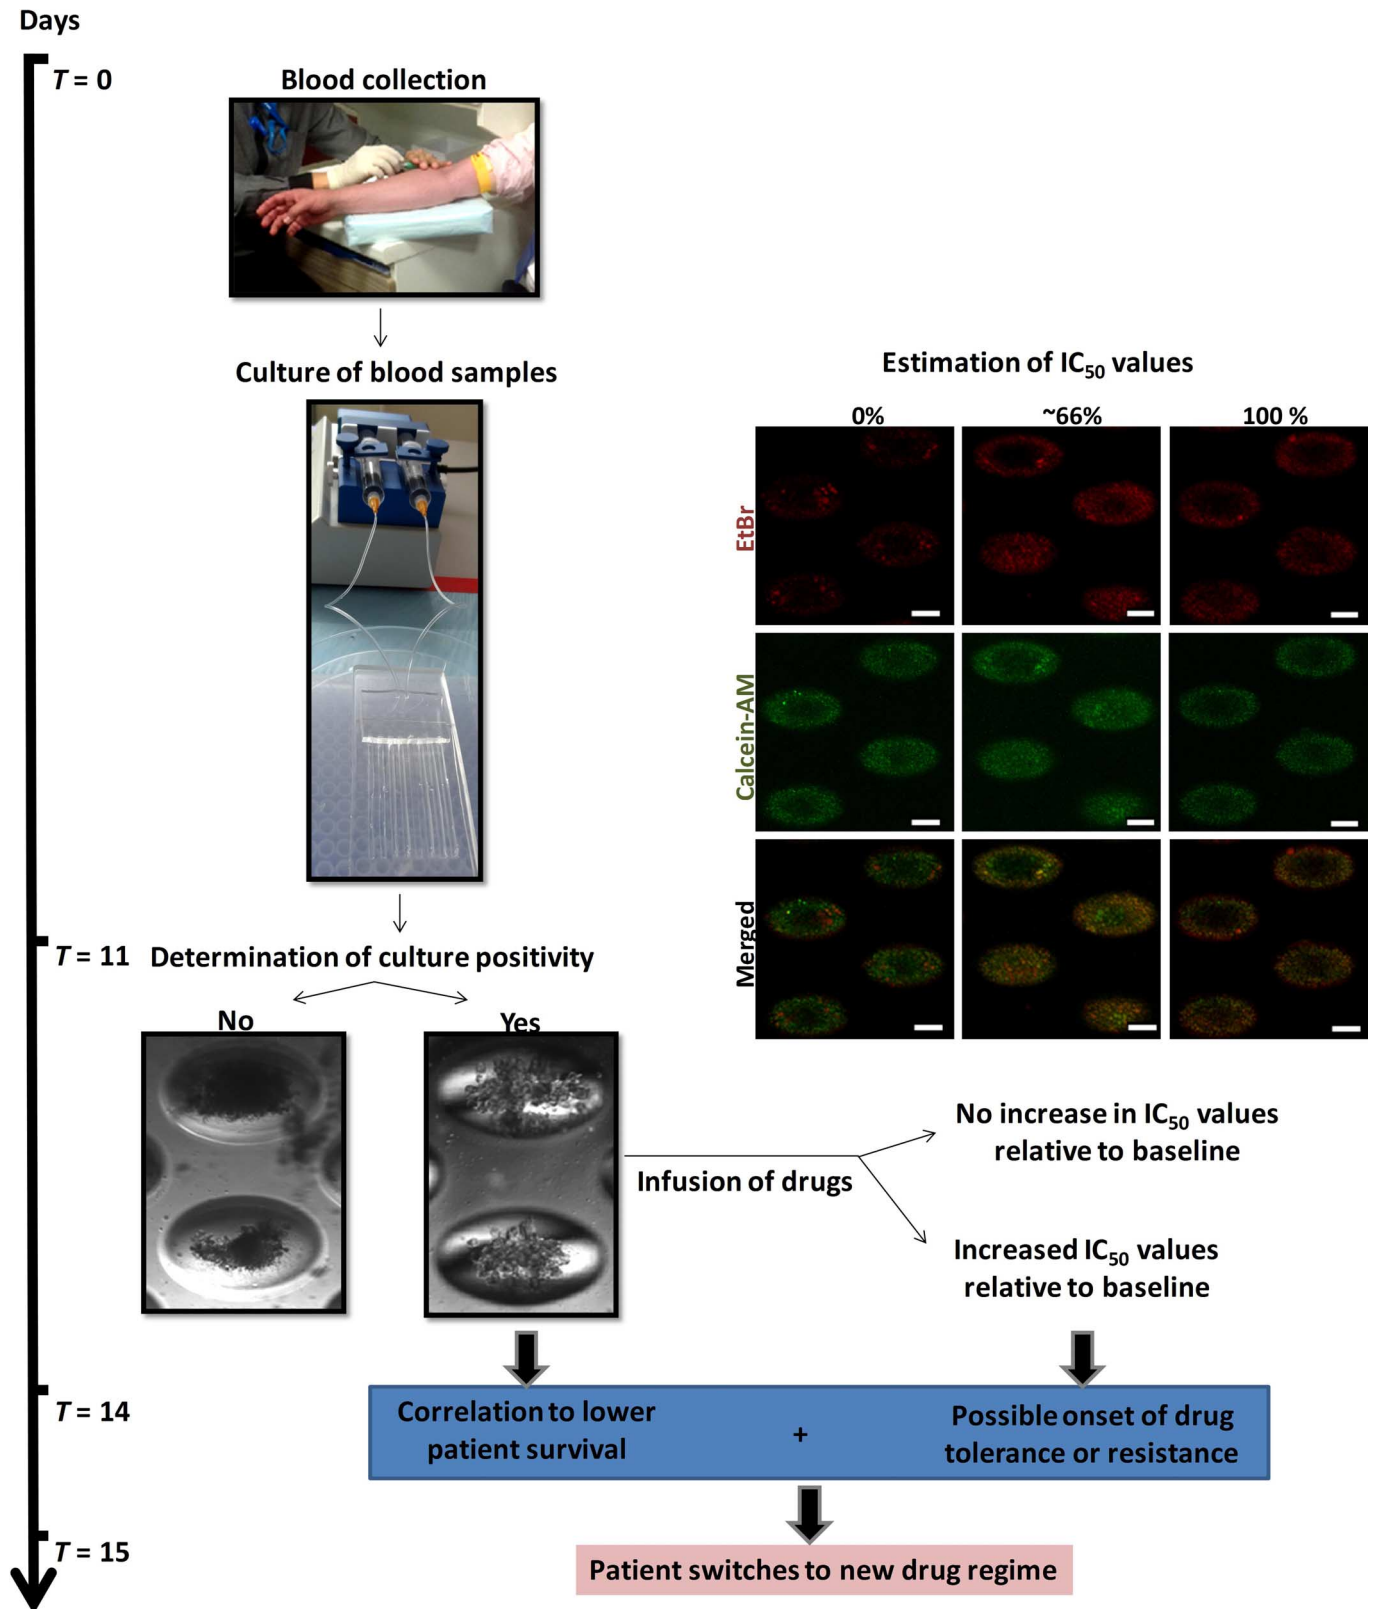 Days
T = 0
Blood collection
Culture of blood samples
Estimation of IC50 values
0%
~66%
100 %
EtBr
Calcein-AM
Merged
T = 11
Determination of culture positivity
No
Yes
Infusion of drugs
No increase in IC50 values
relative to baseline
Increased IC50 values
relative to baseline
T = 14
Correlation to lower
patient survival
+
Possible onset of drug
tolerance or resistance
T = 15
Patient switches to new drug regime